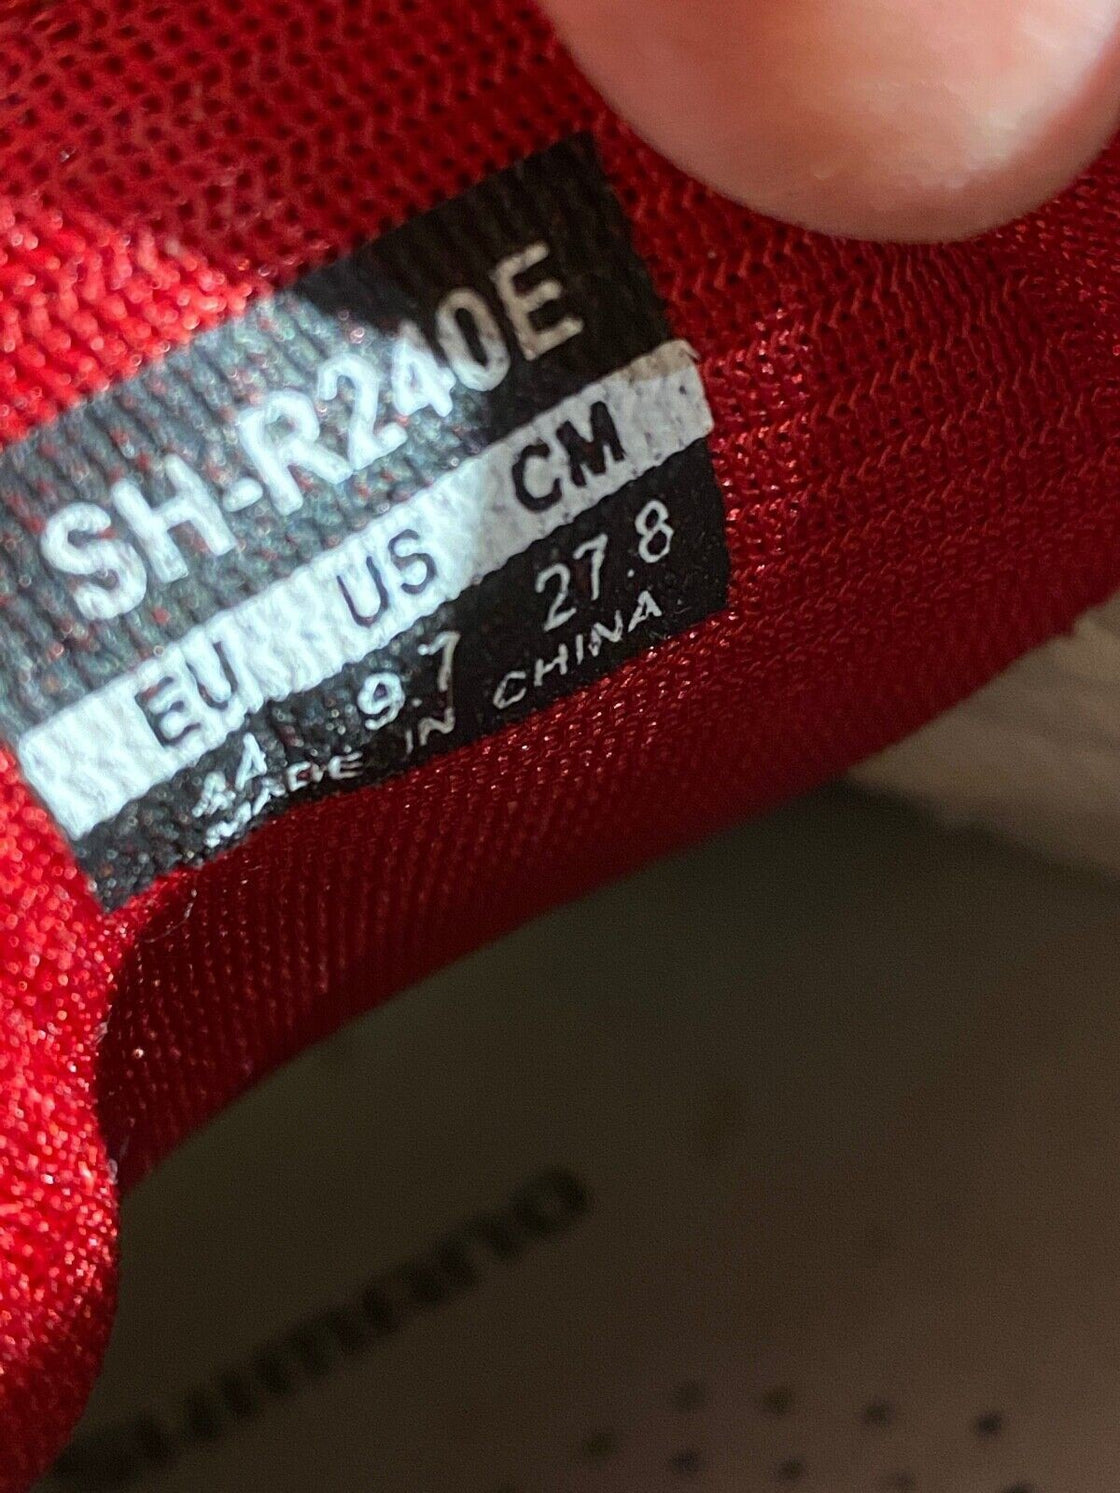 SH-R240E
EU US CM
44 9.7 27.8
MADE IN CHINA